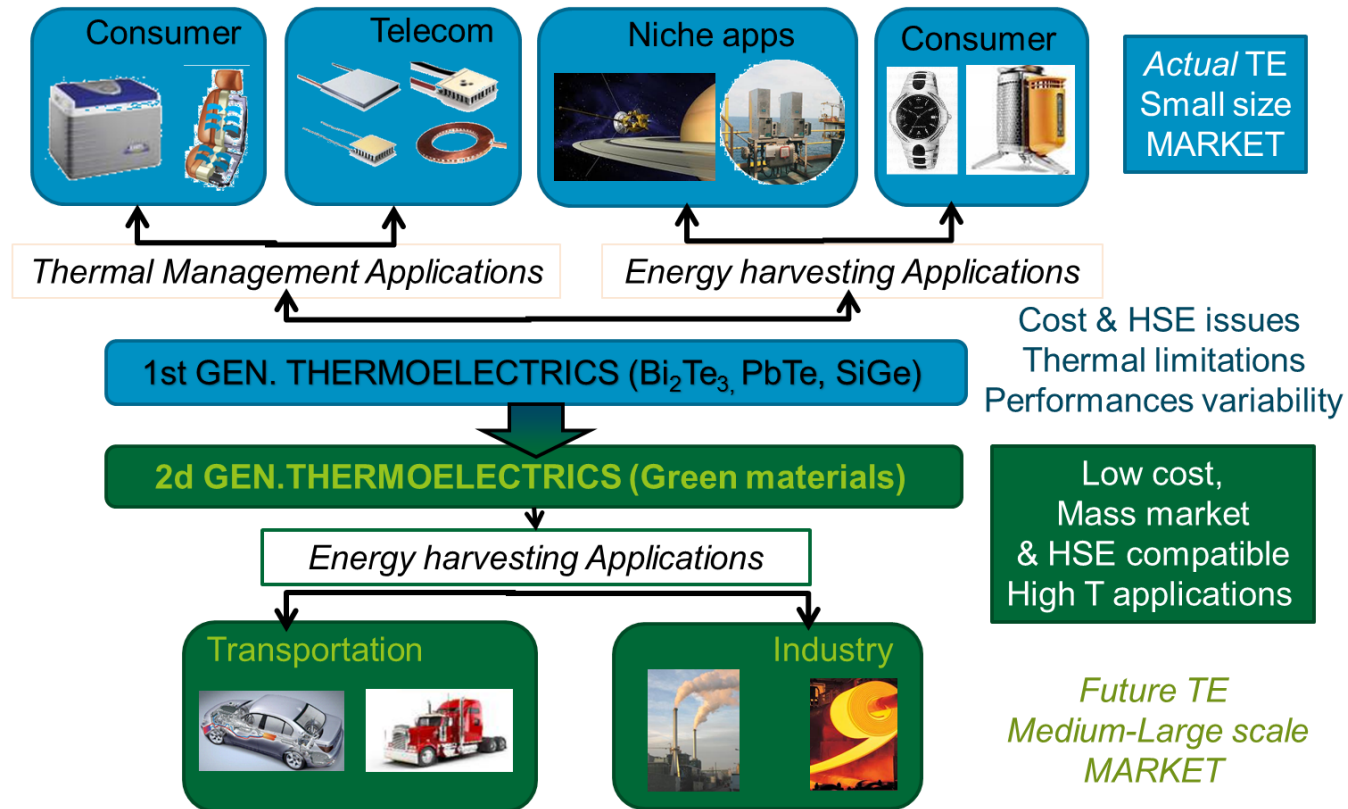 Consumer
Telecom
Niche apps
Consumer
Actual TE
Small size
MARKET
Thermal Management Applications
Energy harvesting Applications
Cost & HSE issues
Thermal limitations
Performances variability
1st GEN. THERMOELECTRICS (Bi₂Te₃, PbTe, SiGe)
2d GEN.THERMOELECTRICS (Green materials)
Low cost,
Mass market
& HSE compatible
High T applications
Energy harvesting Applications
Transportation
Industry
Future TE
Medium-Large scale
MARKET